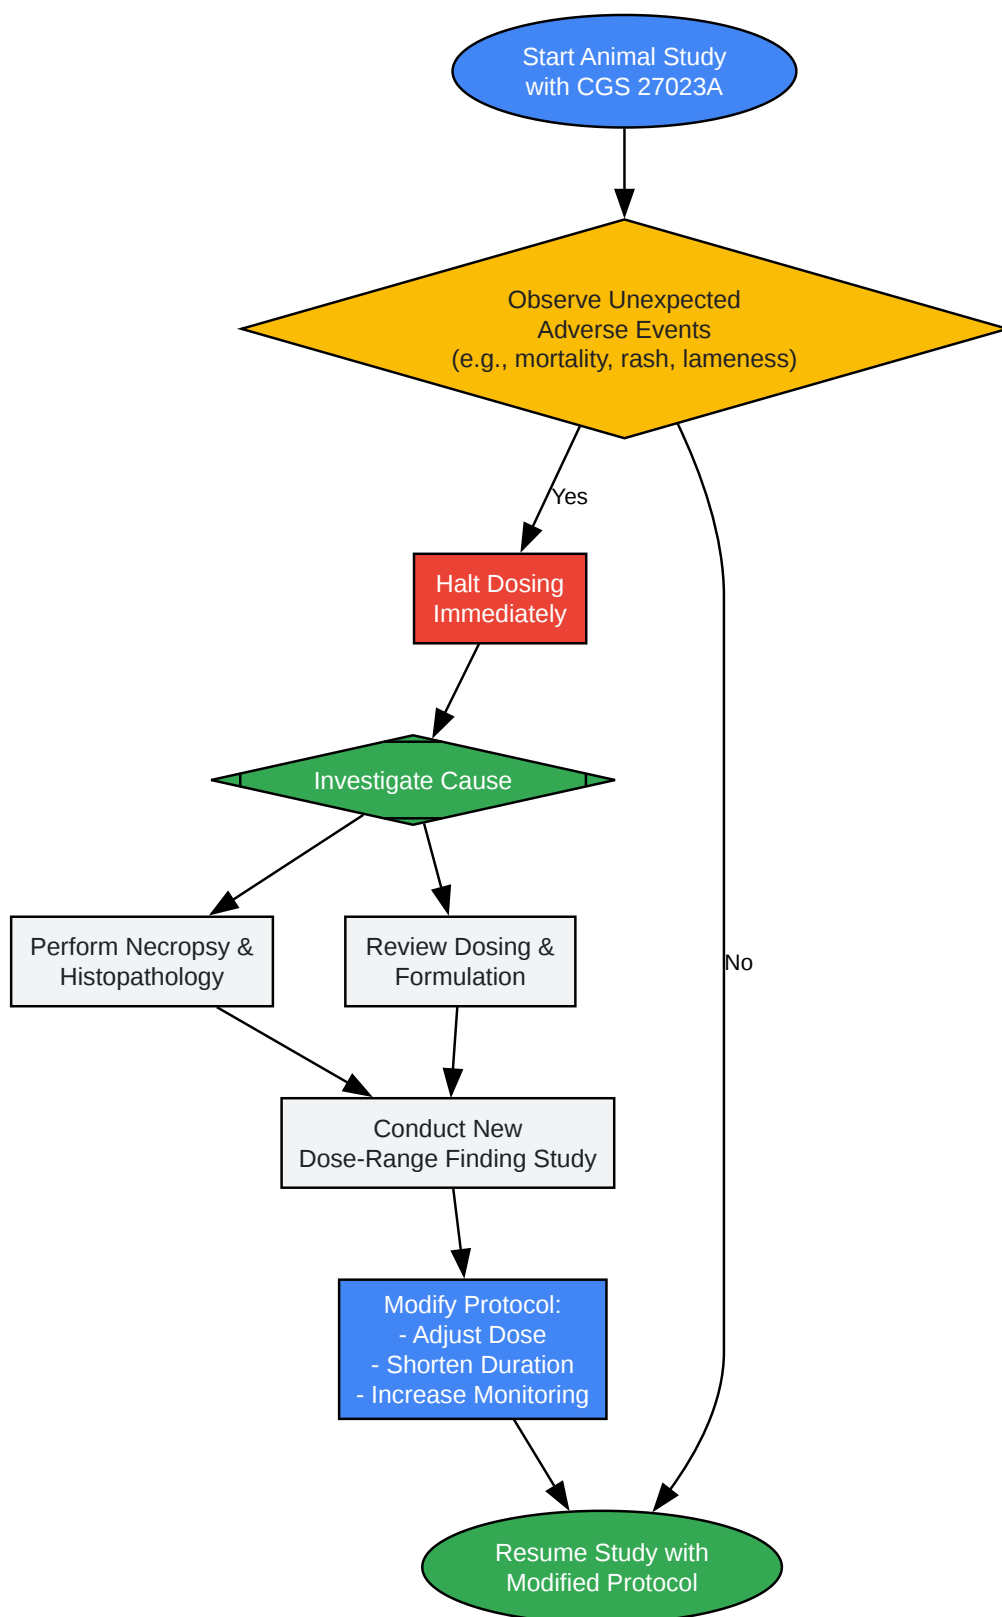 Start Animal Study
with CGS 27023A
Observe Unexpected
Adverse Events
(e.g., mortality, rash, lameness)
Yes
Halt Dosing
Immediately
Investigate Cause
Perform Necropsy &
Histopathology
Review Dosing &
Formulation
No
Conduct New
Dose-Range Finding Study
Modify Protocol:
- Adjust Dose
- Shorten Duration
- Increase Monitoring
Resume Study with
Modified Protocol